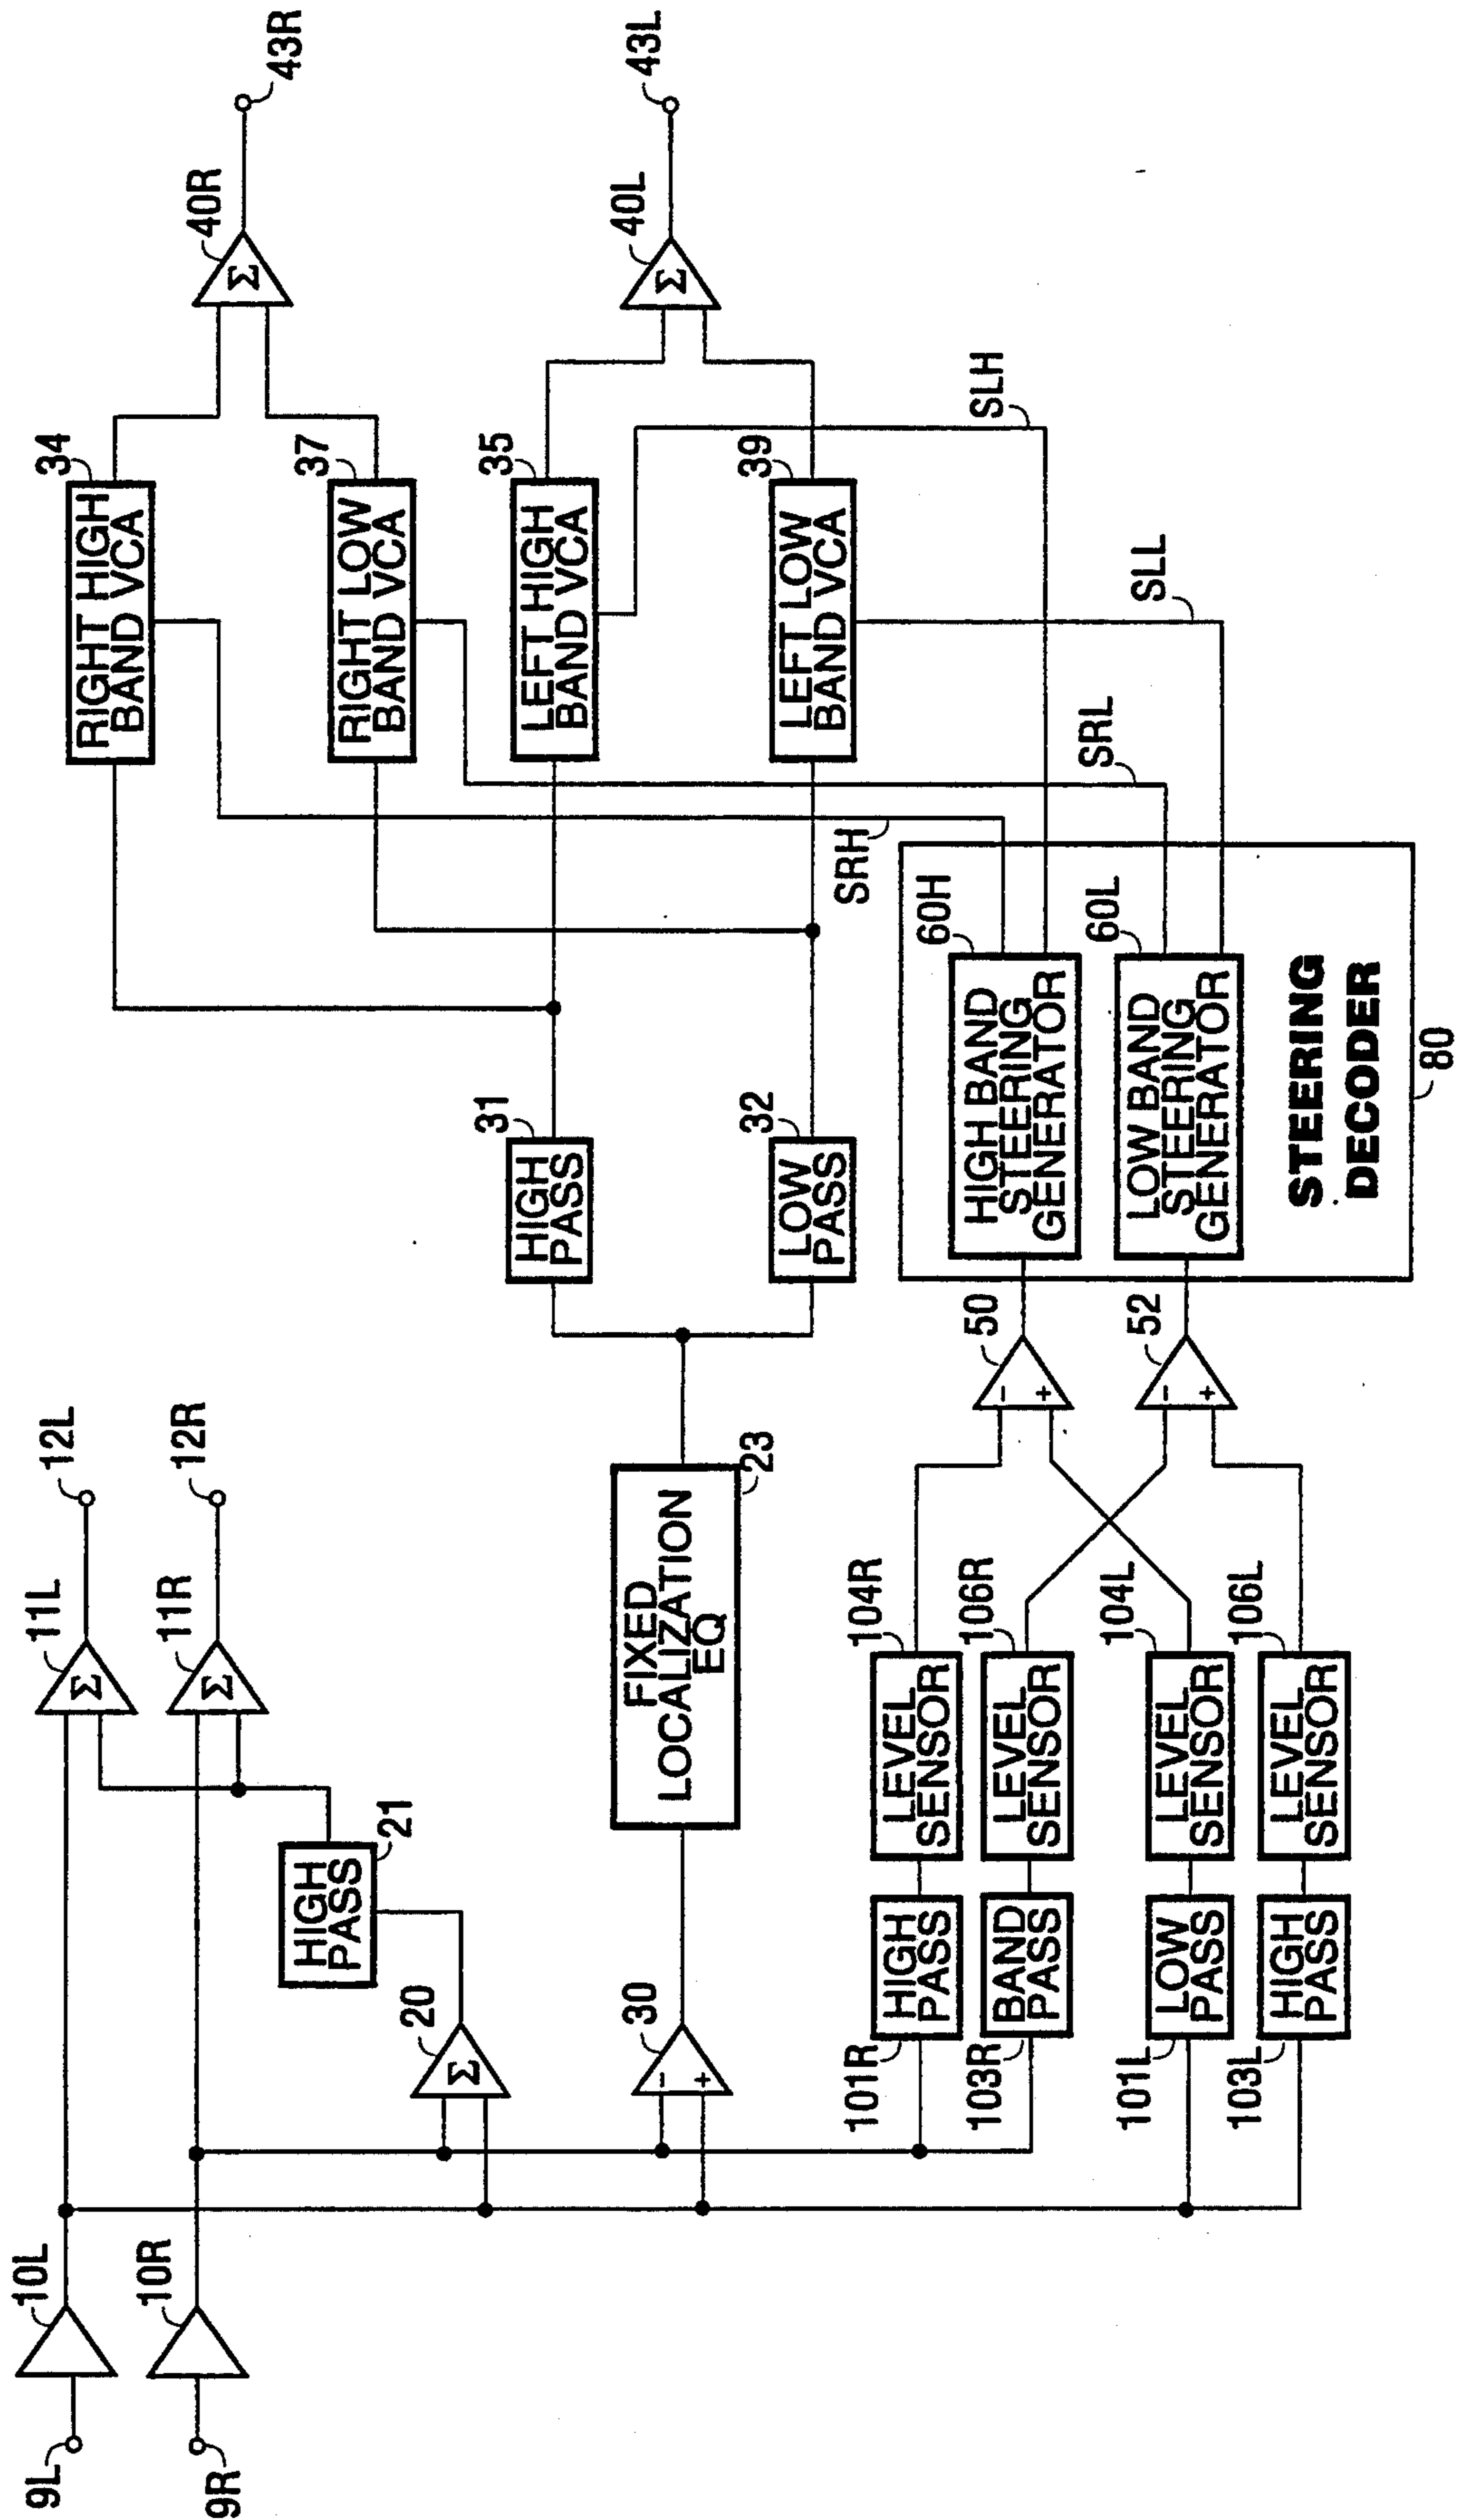 9L
10L
11L
Σ
12L
9R
10R
11R
Σ
12R
20
Σ
HIGH
PASS
21
30
-
+
FIXED
LOCALIZATION
EQ
23
HIGH
PASS
31
LOW
PASS
32
RIGHT HIGH
BAND VCA
34
RIGHT LOW
BAND VCA
37
LEFT HIGH
BAND VCA
35
LEFT LOW
BAND VCA
39
40R
Σ
43R
40L
Σ
43L
101R
HIGH
PASS
LEVEL
SENSOR
104R
103R
BAND
PASS
LEVEL
SENSOR
106R
101L
LOW
PASS
LEVEL
SENSOR
104L
103L
HIGH
PASS
LEVEL
SENSOR
106L
50
-
+
52
-
+
HIGH BAND
STEERING
GENERATOR
60H
LOW BAND
STEERING
GENERATOR
60L
STEERING
DECODER
80
SRH
SRL
SLH
SLL